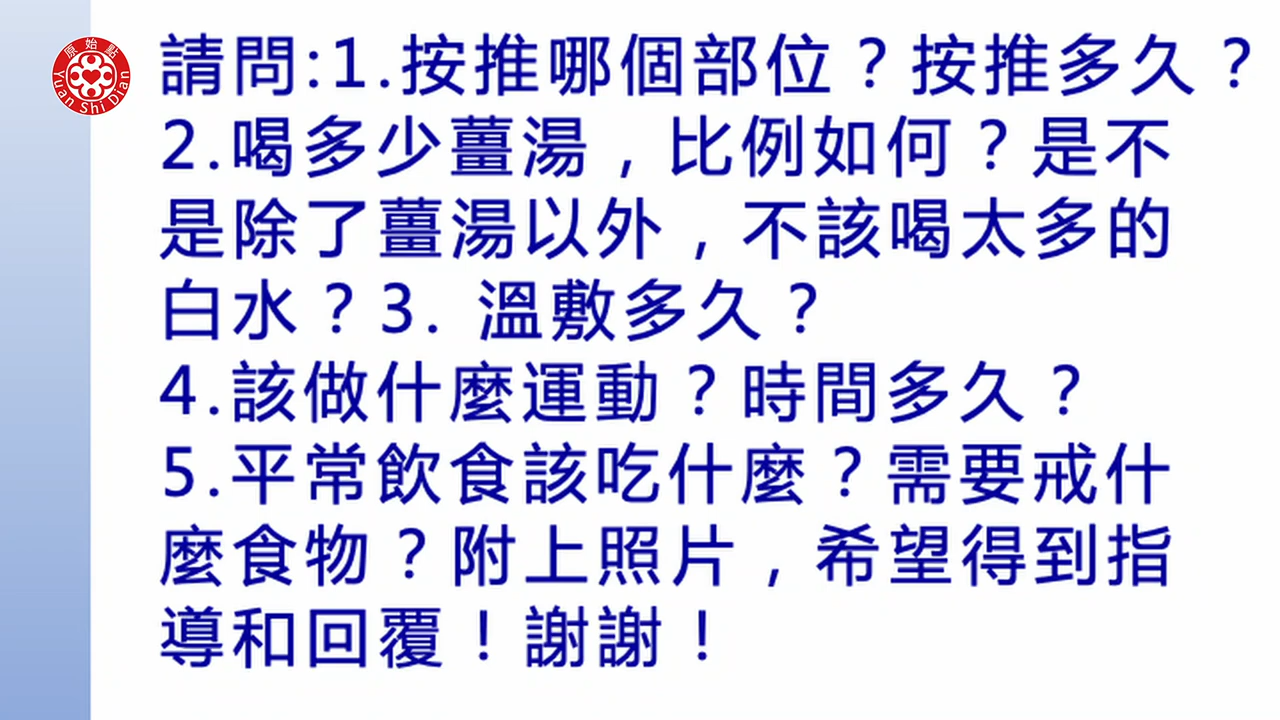 原始點
Yuan Shi Dian
請問:1.按推哪個部位？按推多久？
2.喝多少薑湯，比例如何？是不
是除了薑湯以外，不該喝太多的
白水？3. 溫敷多久？
4.該做什麼運動？時間多久？
5.平常飲食該吃什麼？需要戒什
麼食物？附上照片，希望得到指
導和回覆！謝謝！